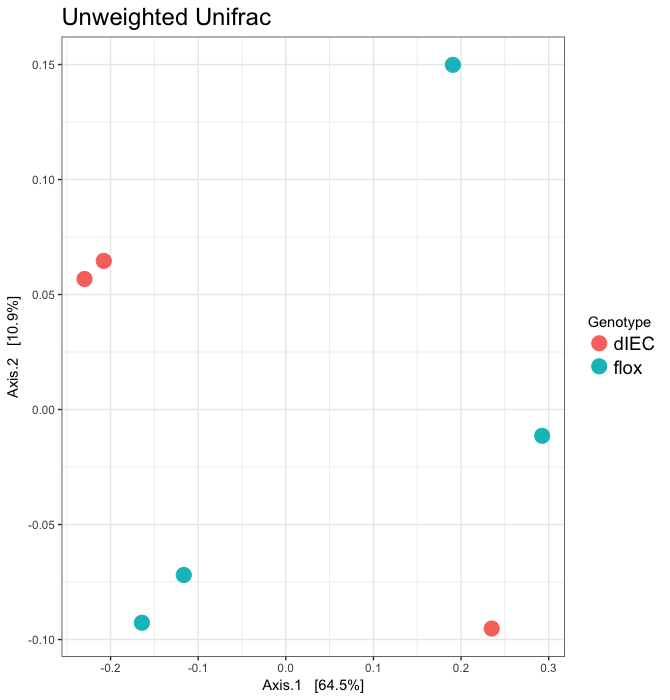 Unweighted Unifrac
0.15
0.10
0.05
0.00
-0.05
-0.10
Axis.2 [10.9%]
-0.2 -0.1 0.0 0.1 0.2 0.3
Axis.1 [64.5%]
Genotype
dIEC
flox